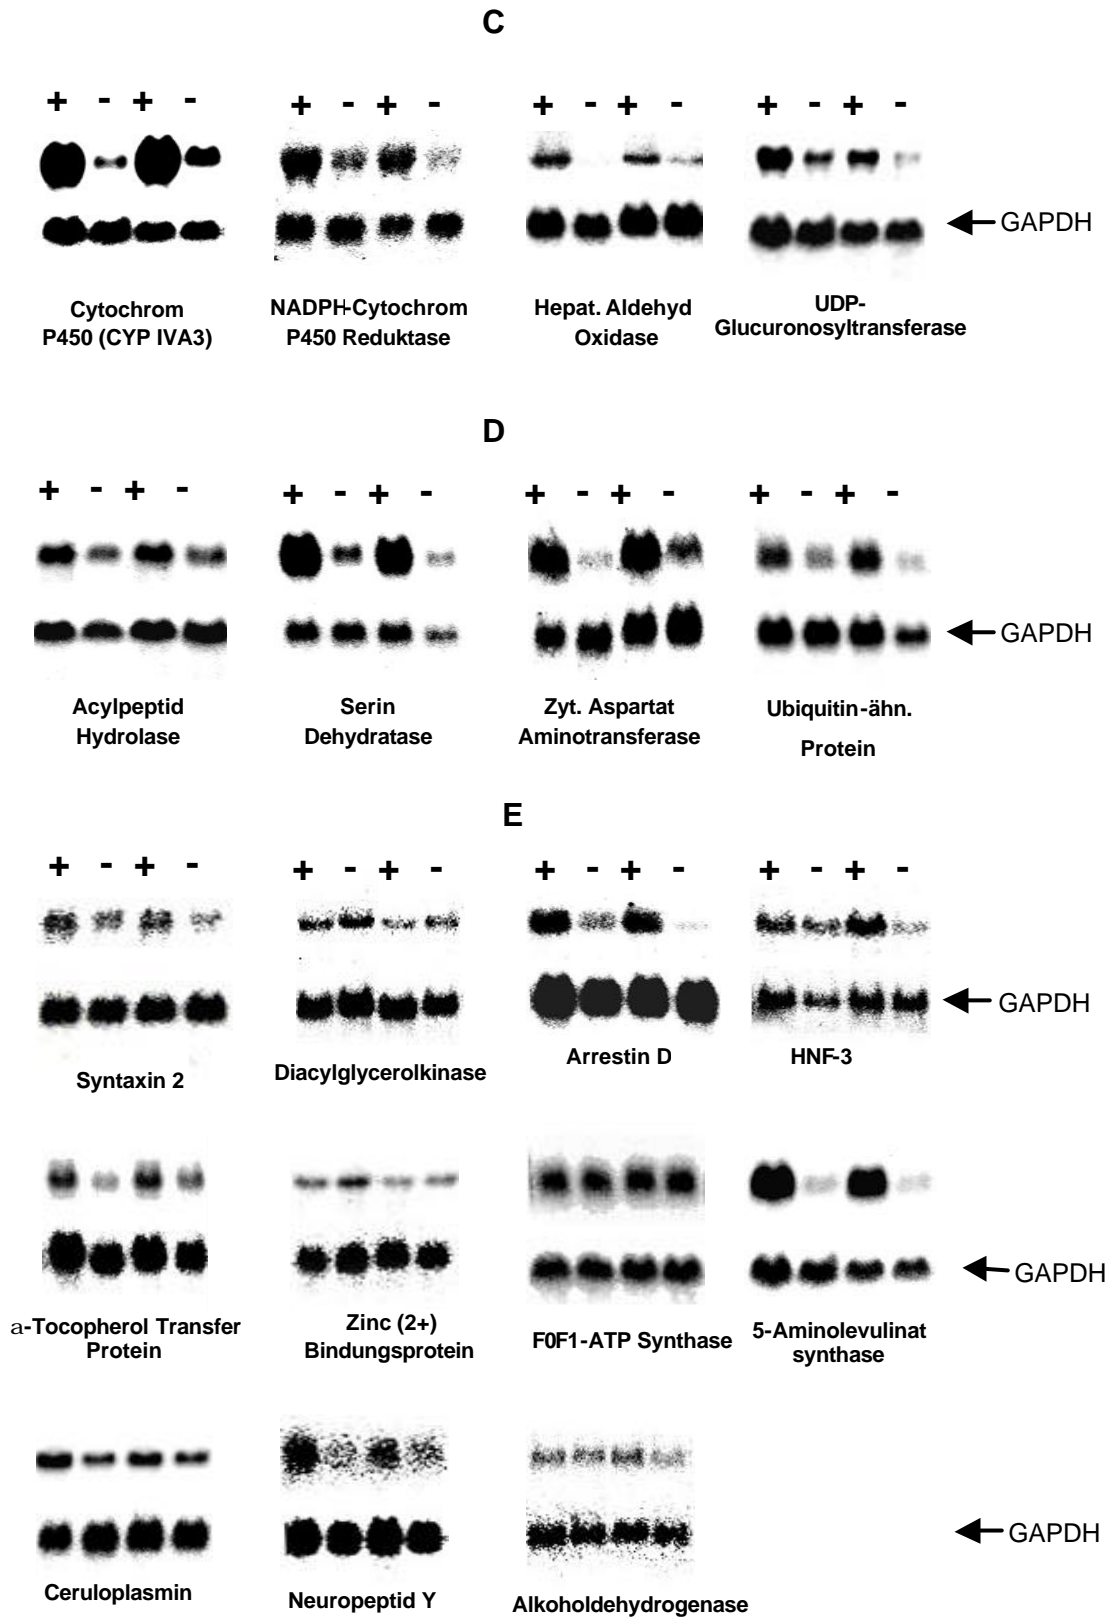 C
+ - + - + - + - + - + - + - + -
GAPDH
Cytochrom
P450 (CYP IVA3)
NADPH-Cytochrom
P450 Reduktase
Hepat. Aldehyd
Oxidase
UDP-
Glucuronosyltransferase
D
+ - + - + - + - + - + - + - + -
GAPDH
Acylpeptid
Hydrolase
Serin
Dehydratase
Zyt. Aspartat
Aminotransferase
Ubiquitin-ähn.
Protein
E
+ - + - + - + - + - + - + - + -
GAPDH
Syntaxin 2
Diacylglycerolkinase
Arrestin D
HNF-3
GAPDH
a-Tocopherol Transfer
Protein
Zinc (2+)
Bindungsprotein
F0F1-ATP Synthase
5-Aminolevulinat
synthase
GAPDH
Ceruloplasmin
Neuropeptid Y
Alkoholdehydrogenase